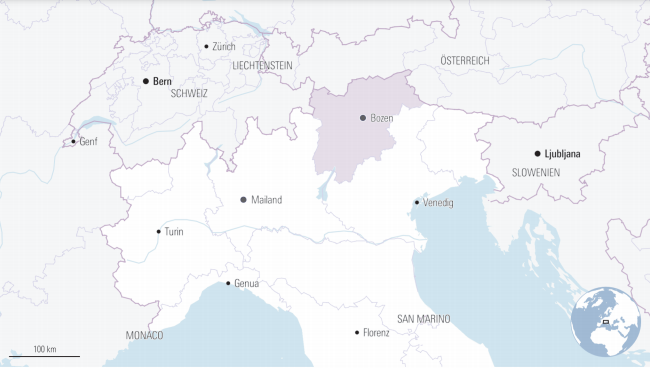 Zürich
LIECHTENSTEIN
ÖSTERREICH
Bern
SCHWEIZ
Bozen
Genf
Ljubljana
SLOWENIEN
Mailand
Venedig
Turin
Genua
SAN MARINO
MONACO
Florenz
100 km